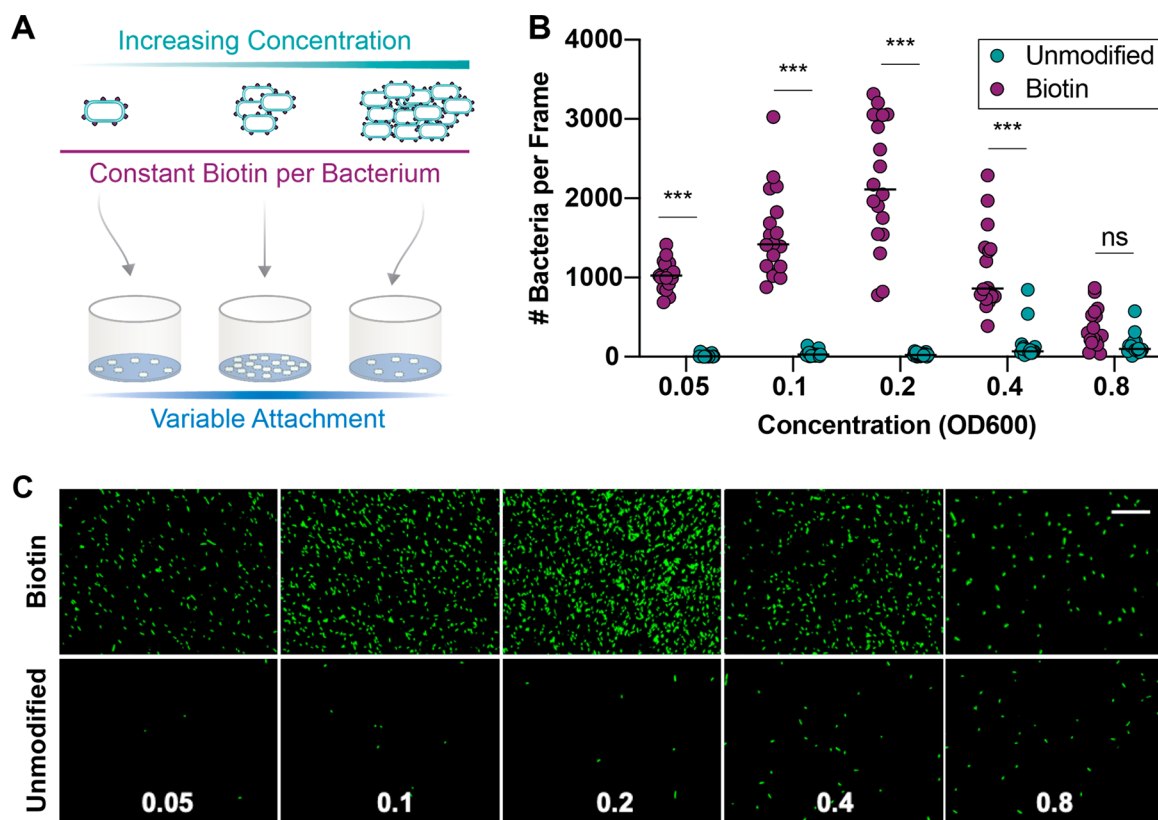 A
Increasing Concentration
Constant Biotin per Bacterium
Variable Attachment
B
# Bacteria per Frame
4000
3000
2000
1000
0
***
***
***
***
ns
Unmodified
Biotin
0.05
0.1
0.2
0.4
0.8
Concentration (OD600)
C
Biotin
Unmodified
0.05
0.1
0.2
0.4
0.8